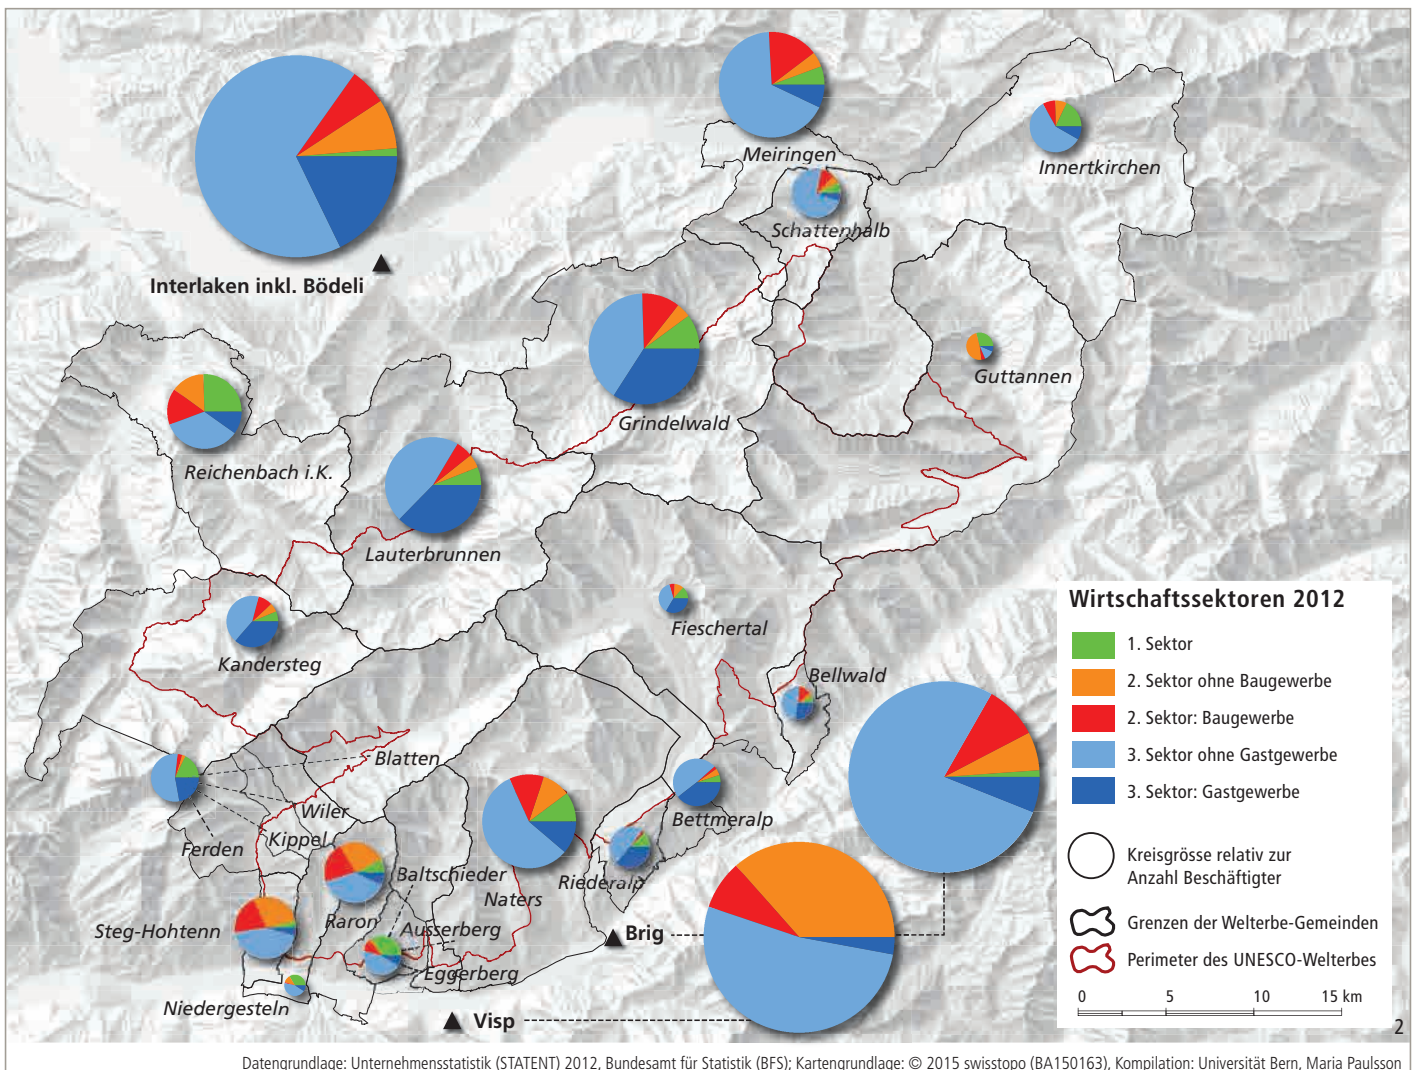 Meiringen
Innertkirchen
Schattenhalb
Interlaken inkl. Bödeli
Guttannen
Grindelwald
Reichenbach i.K.
Lauterbrunnen
Wirtschaftssektoren 2012
1. Sektor
2. Sektor ohne Baugewerbe
2. Sektor: Baugewerbe
3. Sektor ohne Gastgewerbe
3. Sektor: Gastgewerbe
Kreisgrösse relativ zur
Anzahl Beschäftigter
Grenzen der Welterbe-Gemeinden
Perimeter des UNESCO-Welterbes
0 5 10 15 km
Fieschertal
Kandersteg
Bellwald
Blatten
Wiler
Kippel
Ferden
Bettmeralp
Riederalp
Naters
Baltschieder
Raron
Ausserberg
Steg-Hohtenn
Eggerberg
Brig
Niedergesteln
Visp
2
Datengrundlage: Unternehmensstatistik (STATENT) 2012, Bundesamt für Statistik (BFS); Kartengrundlage: © 2015 swisstopo (BA150163), Kompilation: Universität Bern, Maria Paulsson